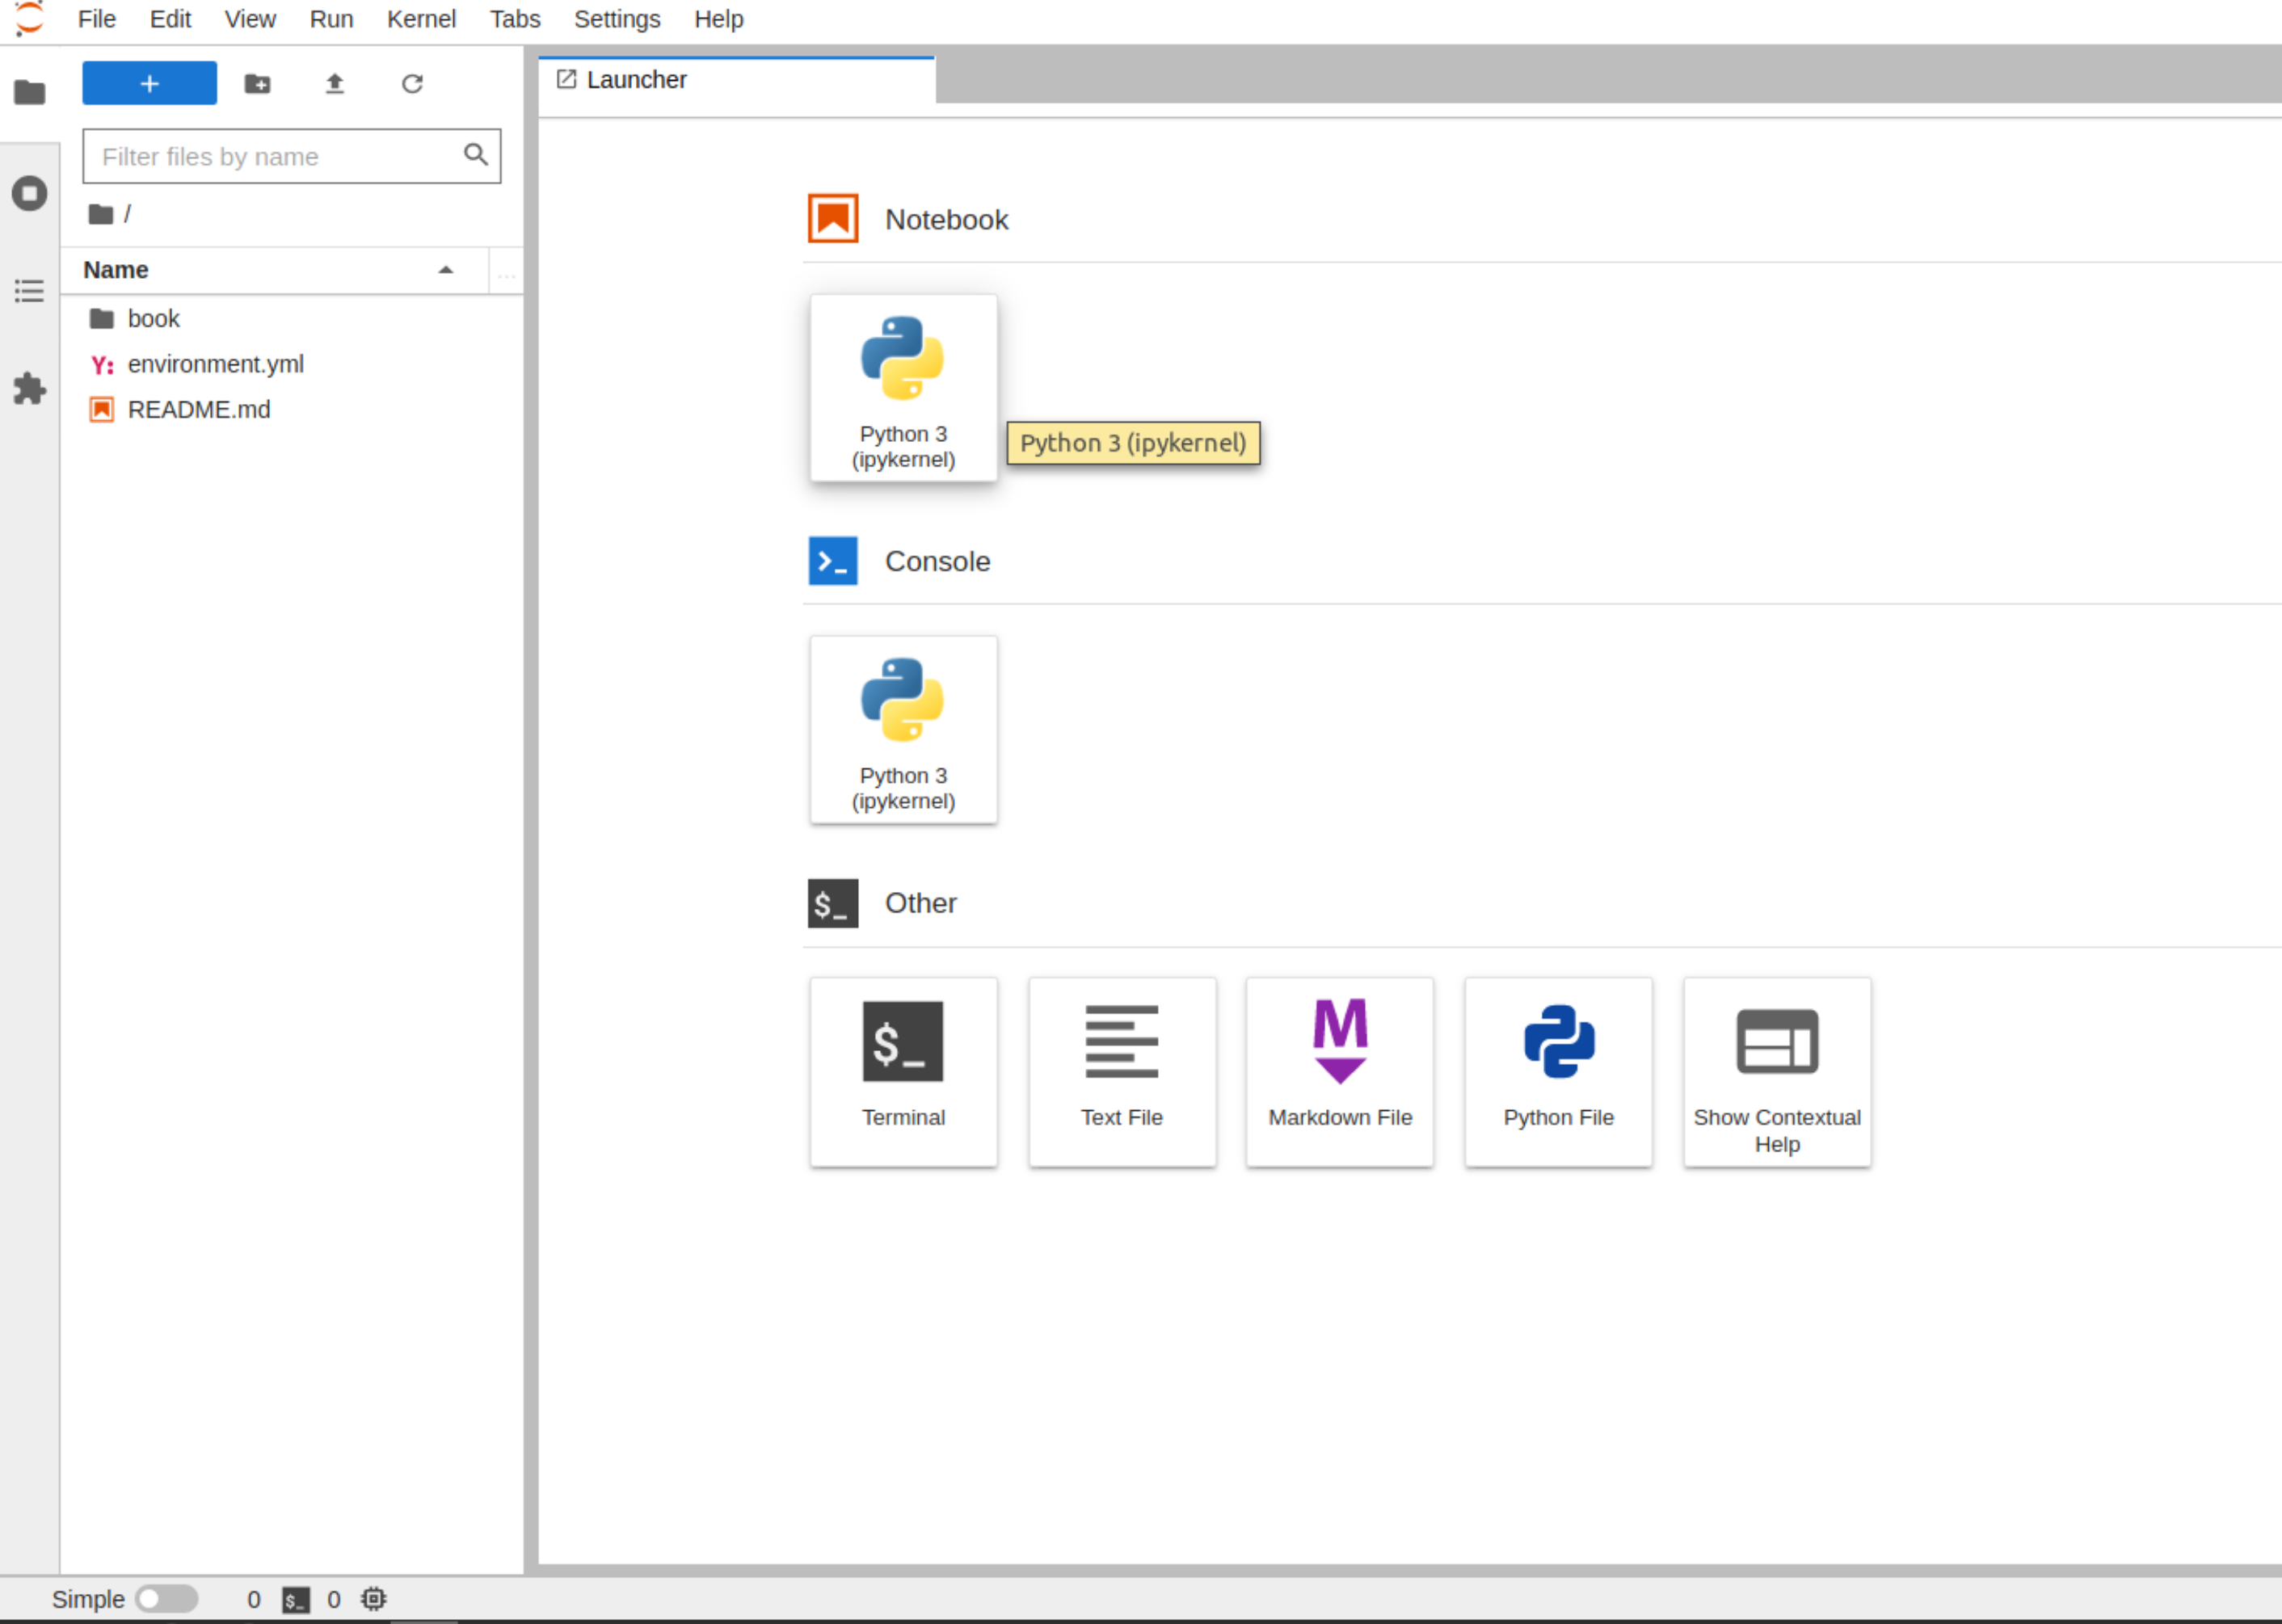 File Edit View Run Kernel Tabs Settings Help
+
Filter files by name
/
Name
...
book
Y: environment.yml
README.md
Launcher
Notebook
Python 3
(ipykernel)
Python 3 (ipykernel)
Console
Python 3
(ipykernel)
$_ Other
$_
Terminal
Text File
M
Markdown File
Python File
Show Contextual
Help
Simple 0 $_ 0